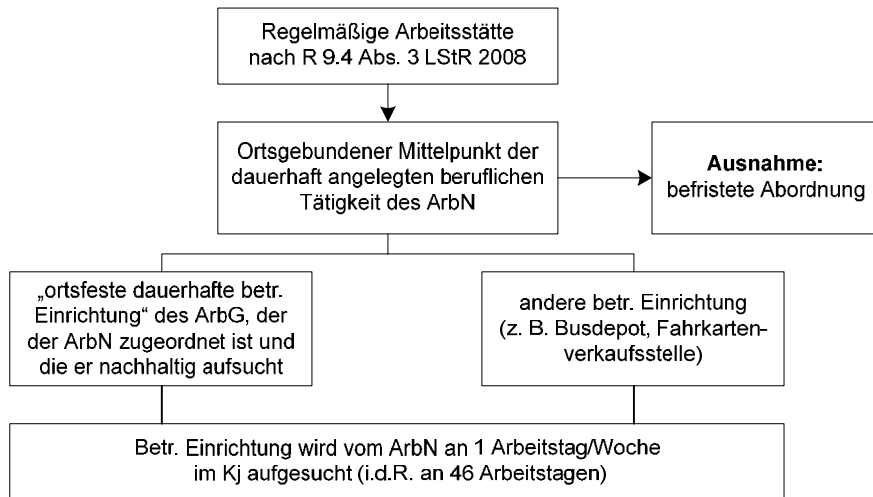 Regelmäßige Arbeitsstätte
nach R 9.4 Abs. 3 LStR 2008
Ortsgebundener Mittelpunkt der
dauerhaft angelegten beruflichen
Tätigkeit des ArbN
Ausnahme:
befristete Abordnung
„ortsfeste dauerhafte betr.
Einrichtung“ des ArbG, der
der ArbN zugeordnet ist und
die er nachhaltig aufsucht
andere betr. Einrichtung
(z. B. Busdepot, Fahrkarten-
verkaufsstelle)
Betr. Einrichtung wird vom ArbN an 1 Arbeitstag/Woche
im Kj aufgesucht (i.d.R. an 46 Arbeitstagen)